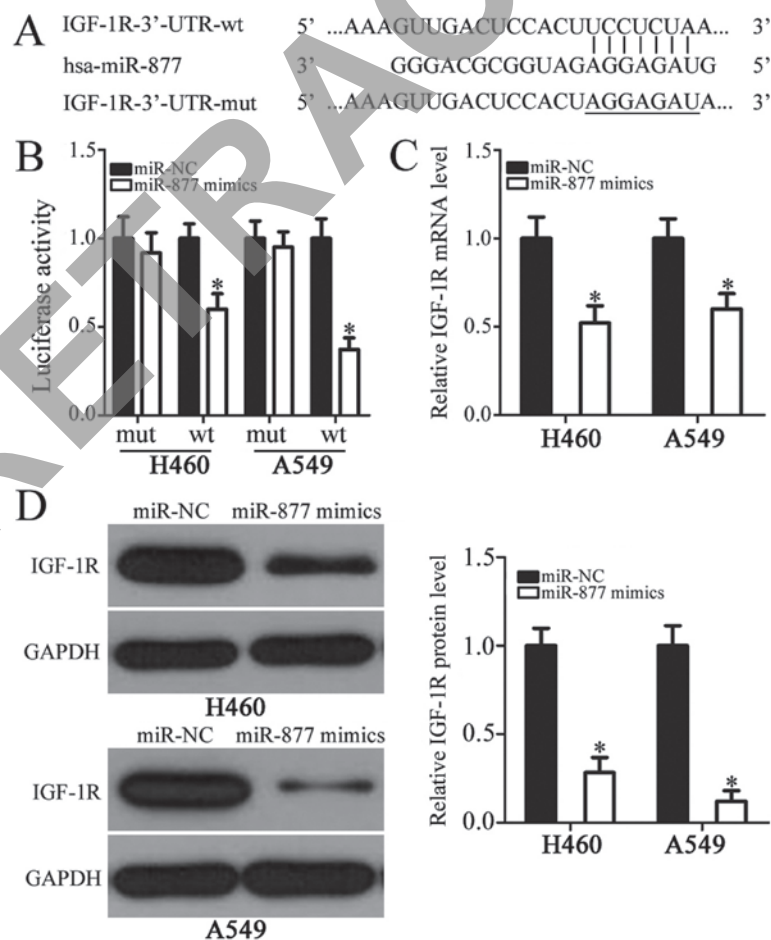 A
IGF-1R-3’-UTR-wt 5’ ...AAAGUUGACUCCACUUCCUCUAA... 3’
hsa-miR-877 3’ GGGACGCGGUAGAGGAGAUG 5’
IGF-1R-3’-UTR-mut 5’ ...AAAGUUGACUCCACUAGGAGAUA... 3’
B
1.5
1.0
0.5
0.0
Luciferase activity
miR-NC
miR-877 mimics
* *
mut wt mut wt
H460 A549
C
1.5
1.0
0.5
0.0
Relative IGF-1R mRNA level
miR-NC
miR-877 mimics
* *
H460 A549
D
miR-NC miR-877 mimics
IGF-1R
GAPDH
H460
miR-NC miR-877 mimics
IGF-1R
GAPDH
A549
1.5
1.0
0.5
0.0
Relative IGF-1R protein level
miR-NC
miR-877 mimics
* *
H460 A549
RETRAC